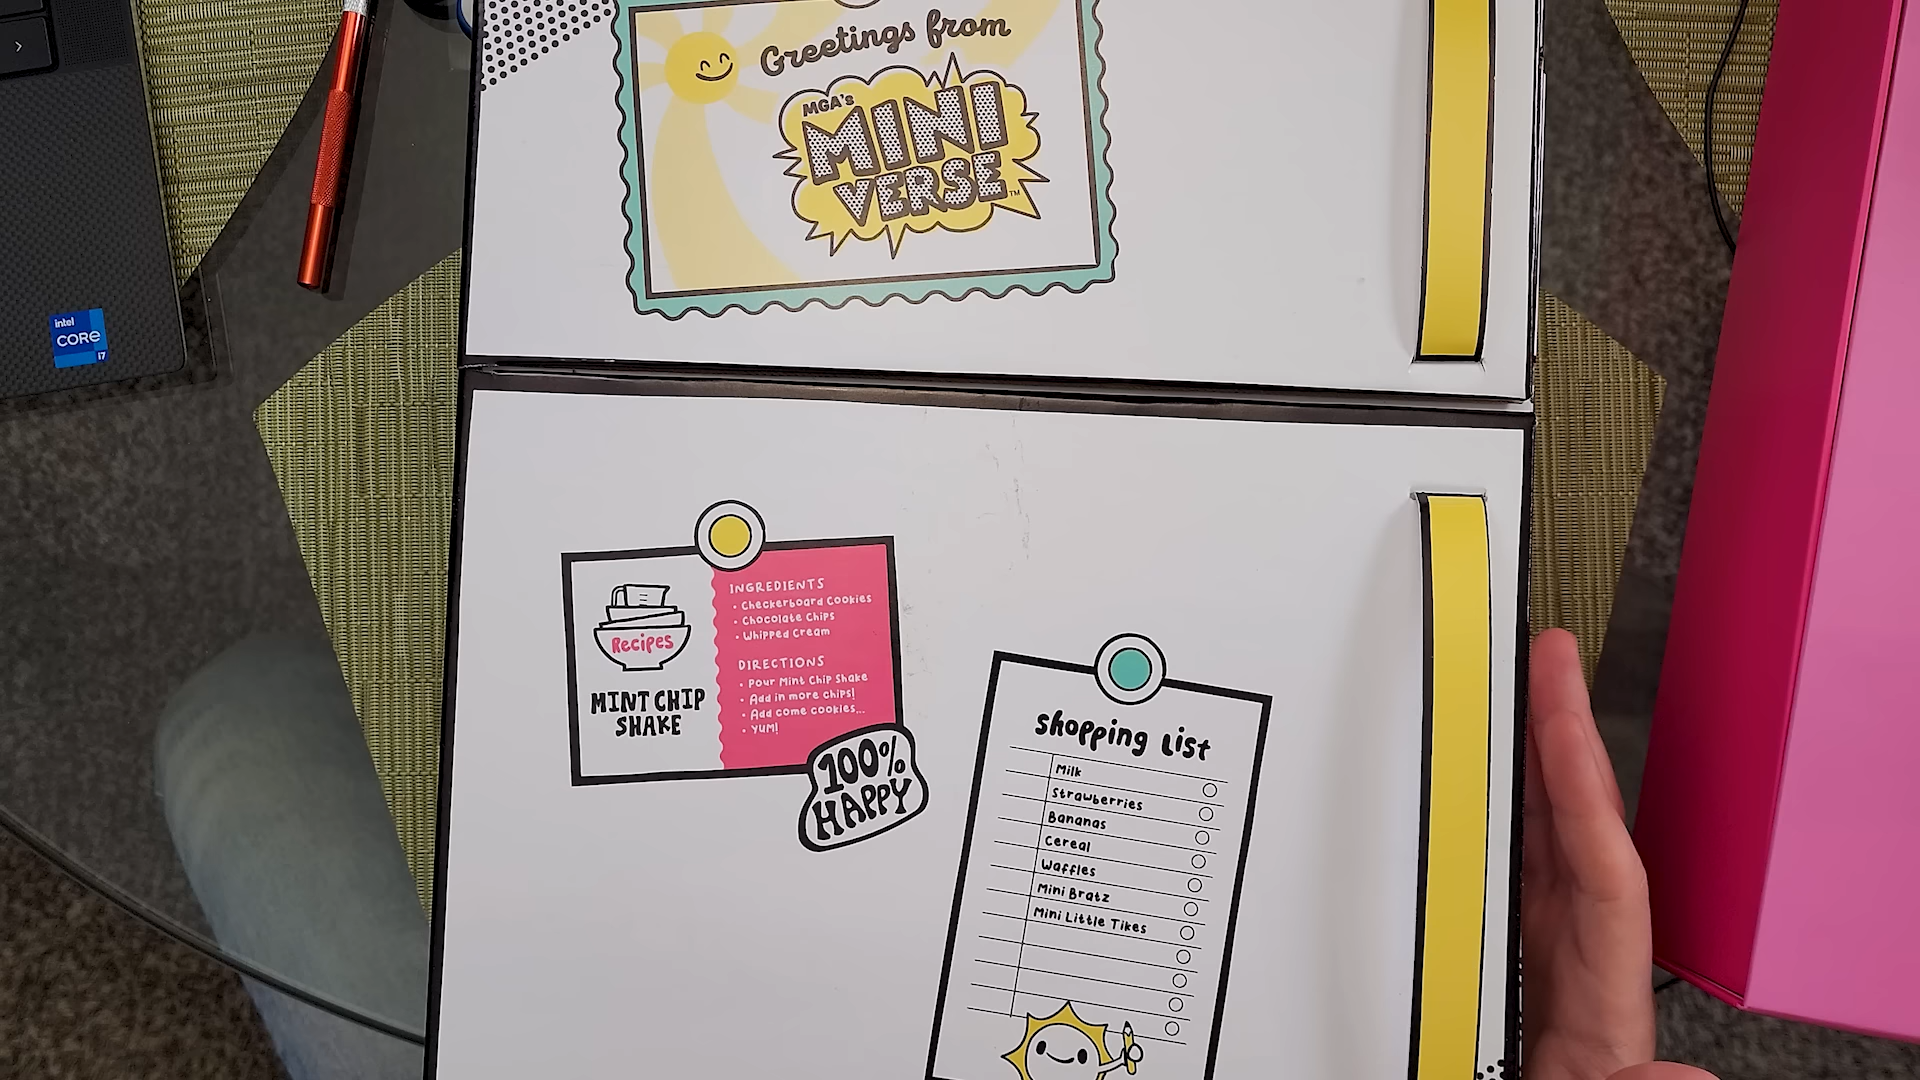 Greetings from
MGA's
MINI
VERSE™
intel
CORE
i7
Recipes
MINT CHIP
SHAKE
INGREDIENTS
• Checkerboard Cookies
• Chocolate Chips
• Whipped Cream
DIRECTIONS
• Pour Mint Chip Shake
• Add in more chips!
• Add come cookies...
• YUM!
100%
HAPPY
Shopping List
Milk
Strawberries
Bananas
Cereal
Waffles
Mini Bratz
Mini Little Tikes